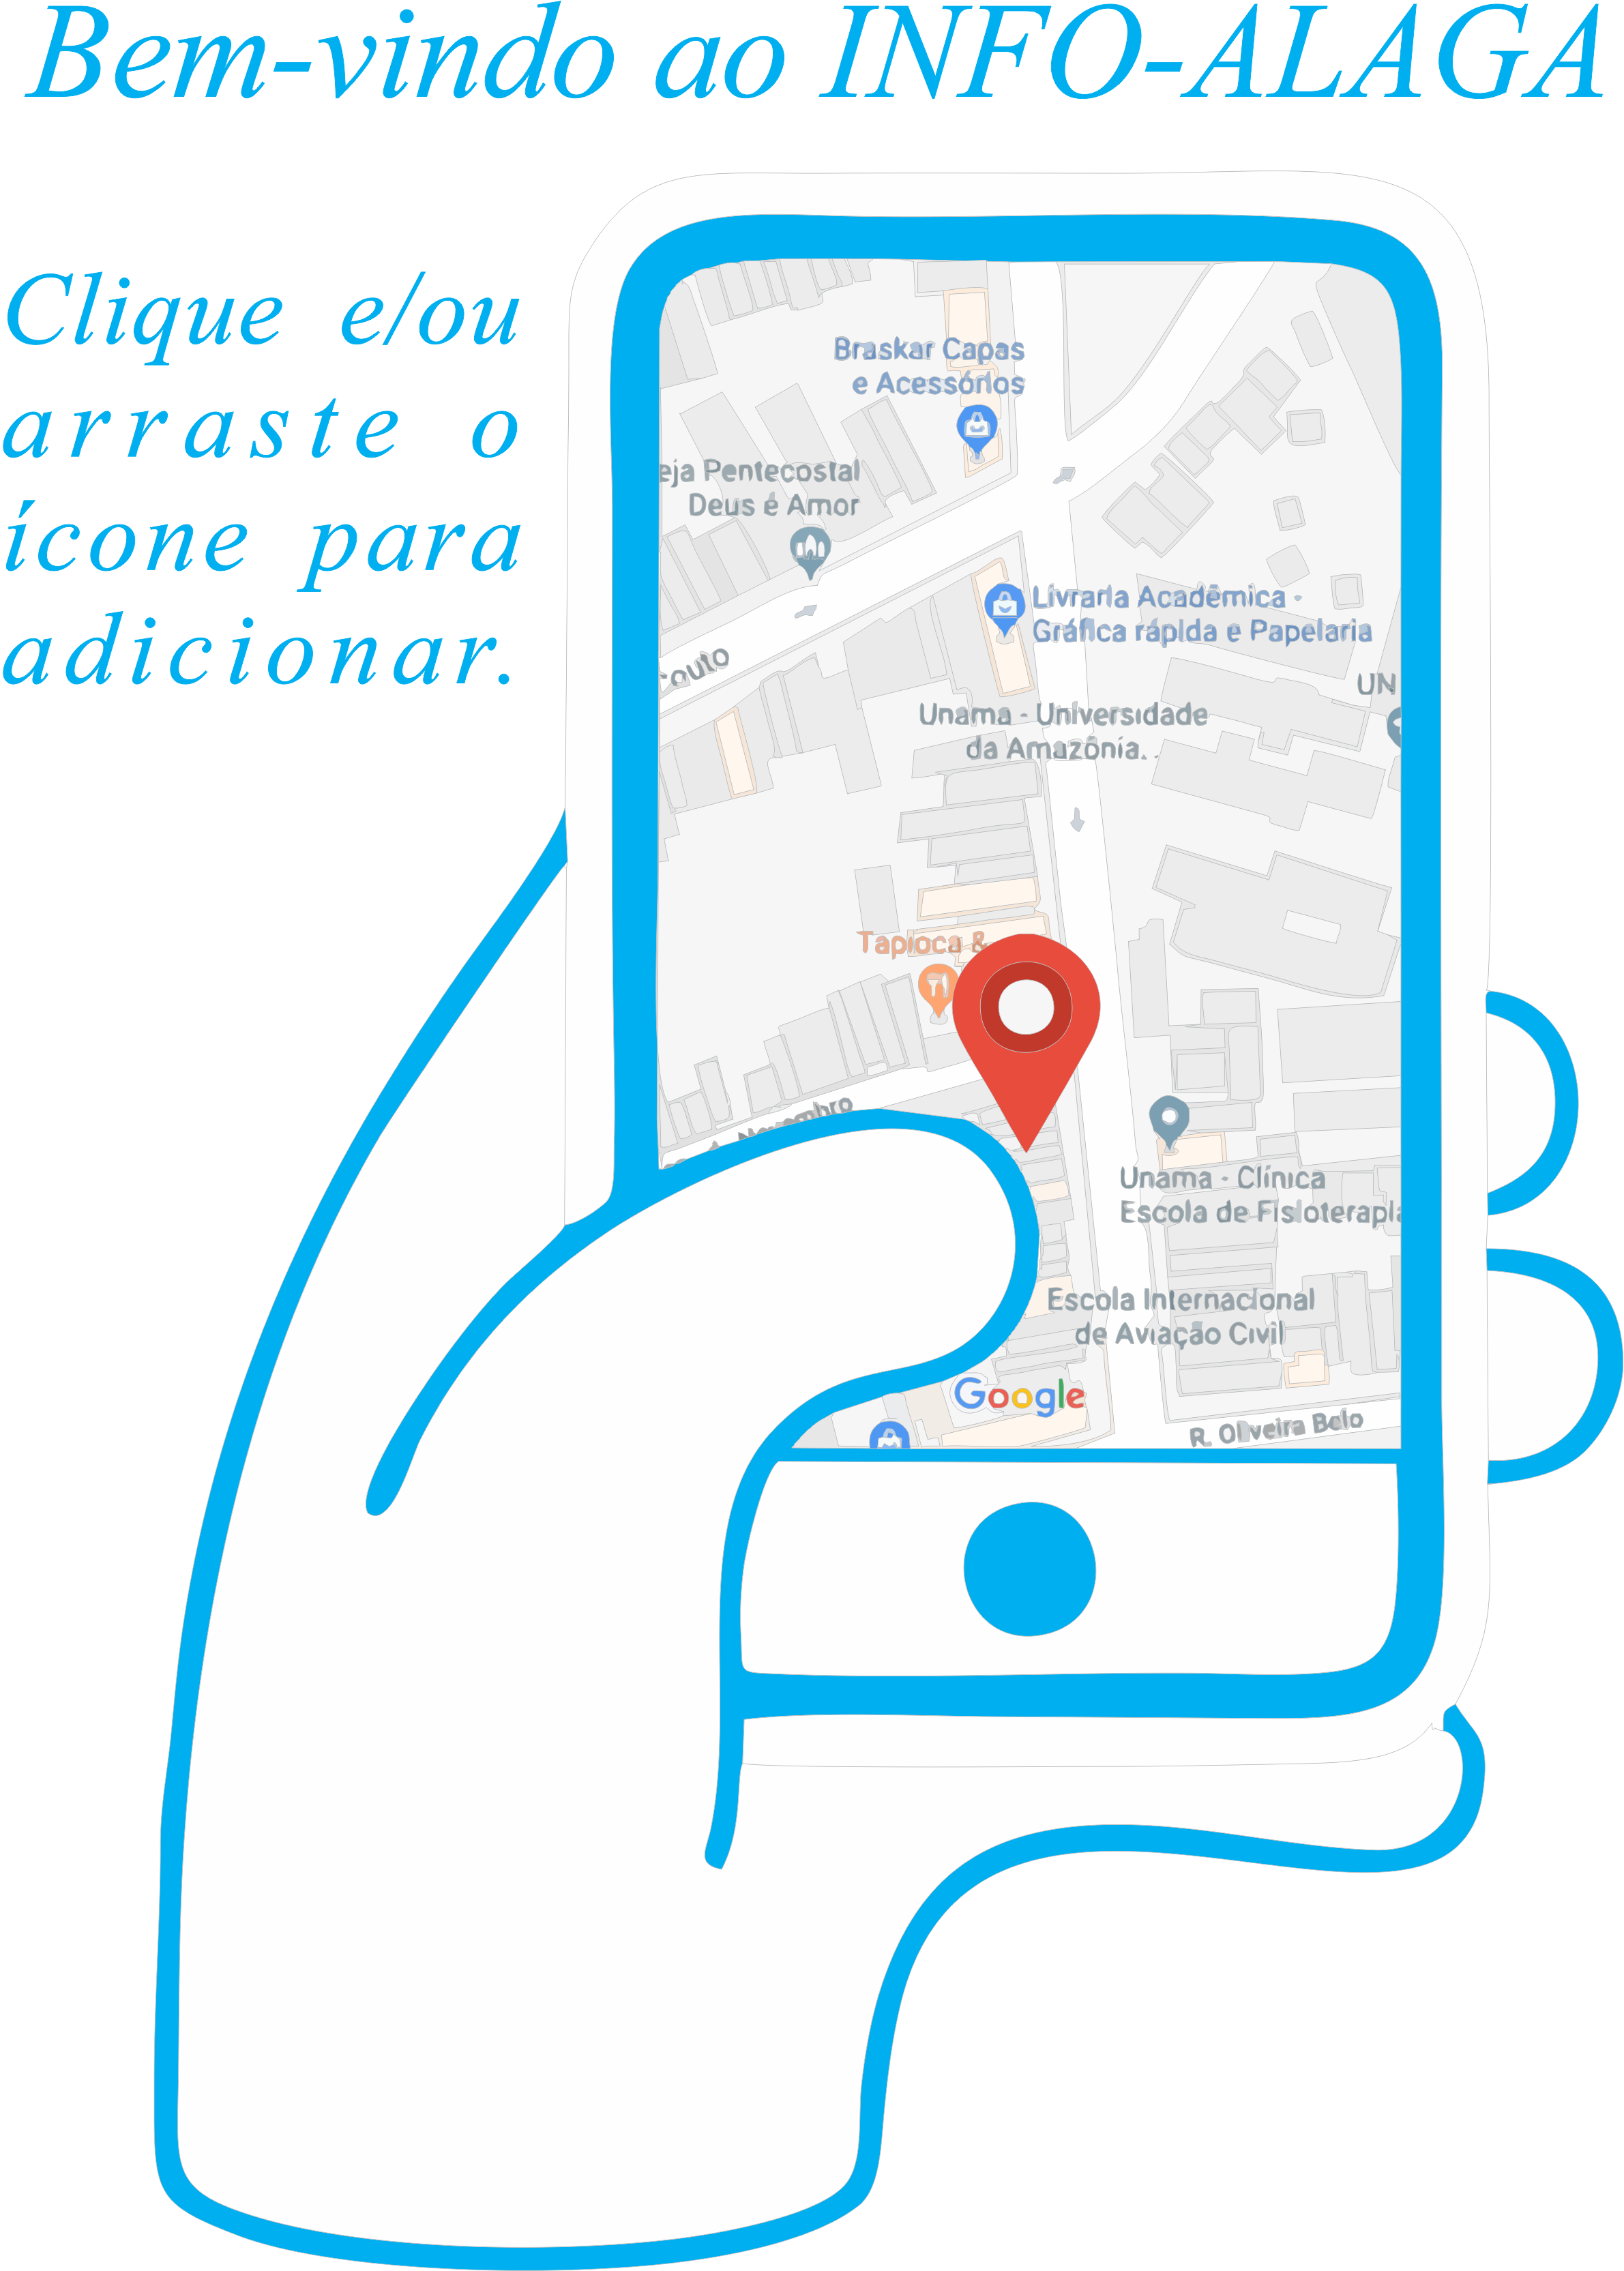 Bem-vindo ao INFO-ALAGA
Clique e/ou
arraste o
ícone para
adicionar.
Braskar Capas
e Acessórios
eja Pentecostal
Deus é Amor
Livraria Acadêmica -
Gráfica rápida e Papelaria
outo
UN
Unama - Universidade
da Amazônia..
Tapioca &
Unama - Clínica
Escola de Fisioterapia
Escola Internacional
de Aviação Civil
Google
R. Oliveira Belo